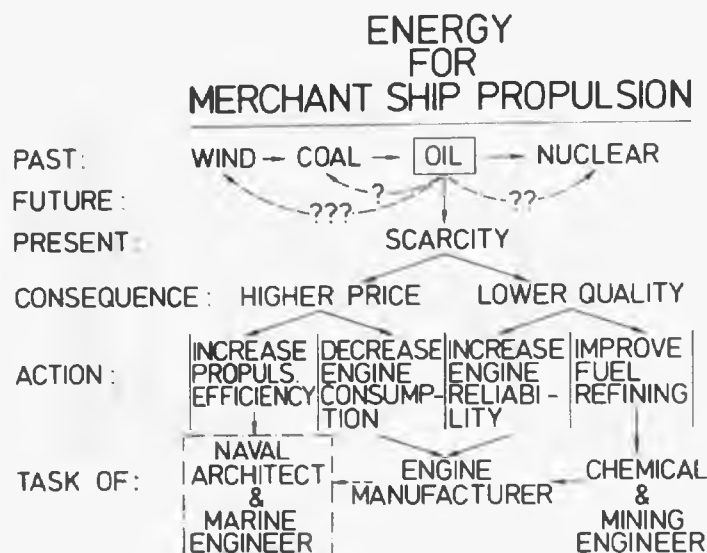 ENERGY
FOR
MERCHANT SHIP PROPULSION
PAST: WIND COAL OIL NUCLEAR
FUTURE: ??? ? ??
PRESENT: SCARCITY
CONSEQUENCE: HIGHER PRICE LOWER QUALITY
ACTION:
INCREASE PROPULS. EFFICIENCY
DECREASE ENGINE CONSUMP-TION
INCREASE ENGINE RELIABI-LITY
IMPROVE FUEL REFINING
TASK OF:
NAVAL ARCHITECT & MARINE ENGINEER
ENGINE MANUFACTURER
CHEMICAL & MINING ENGINEER